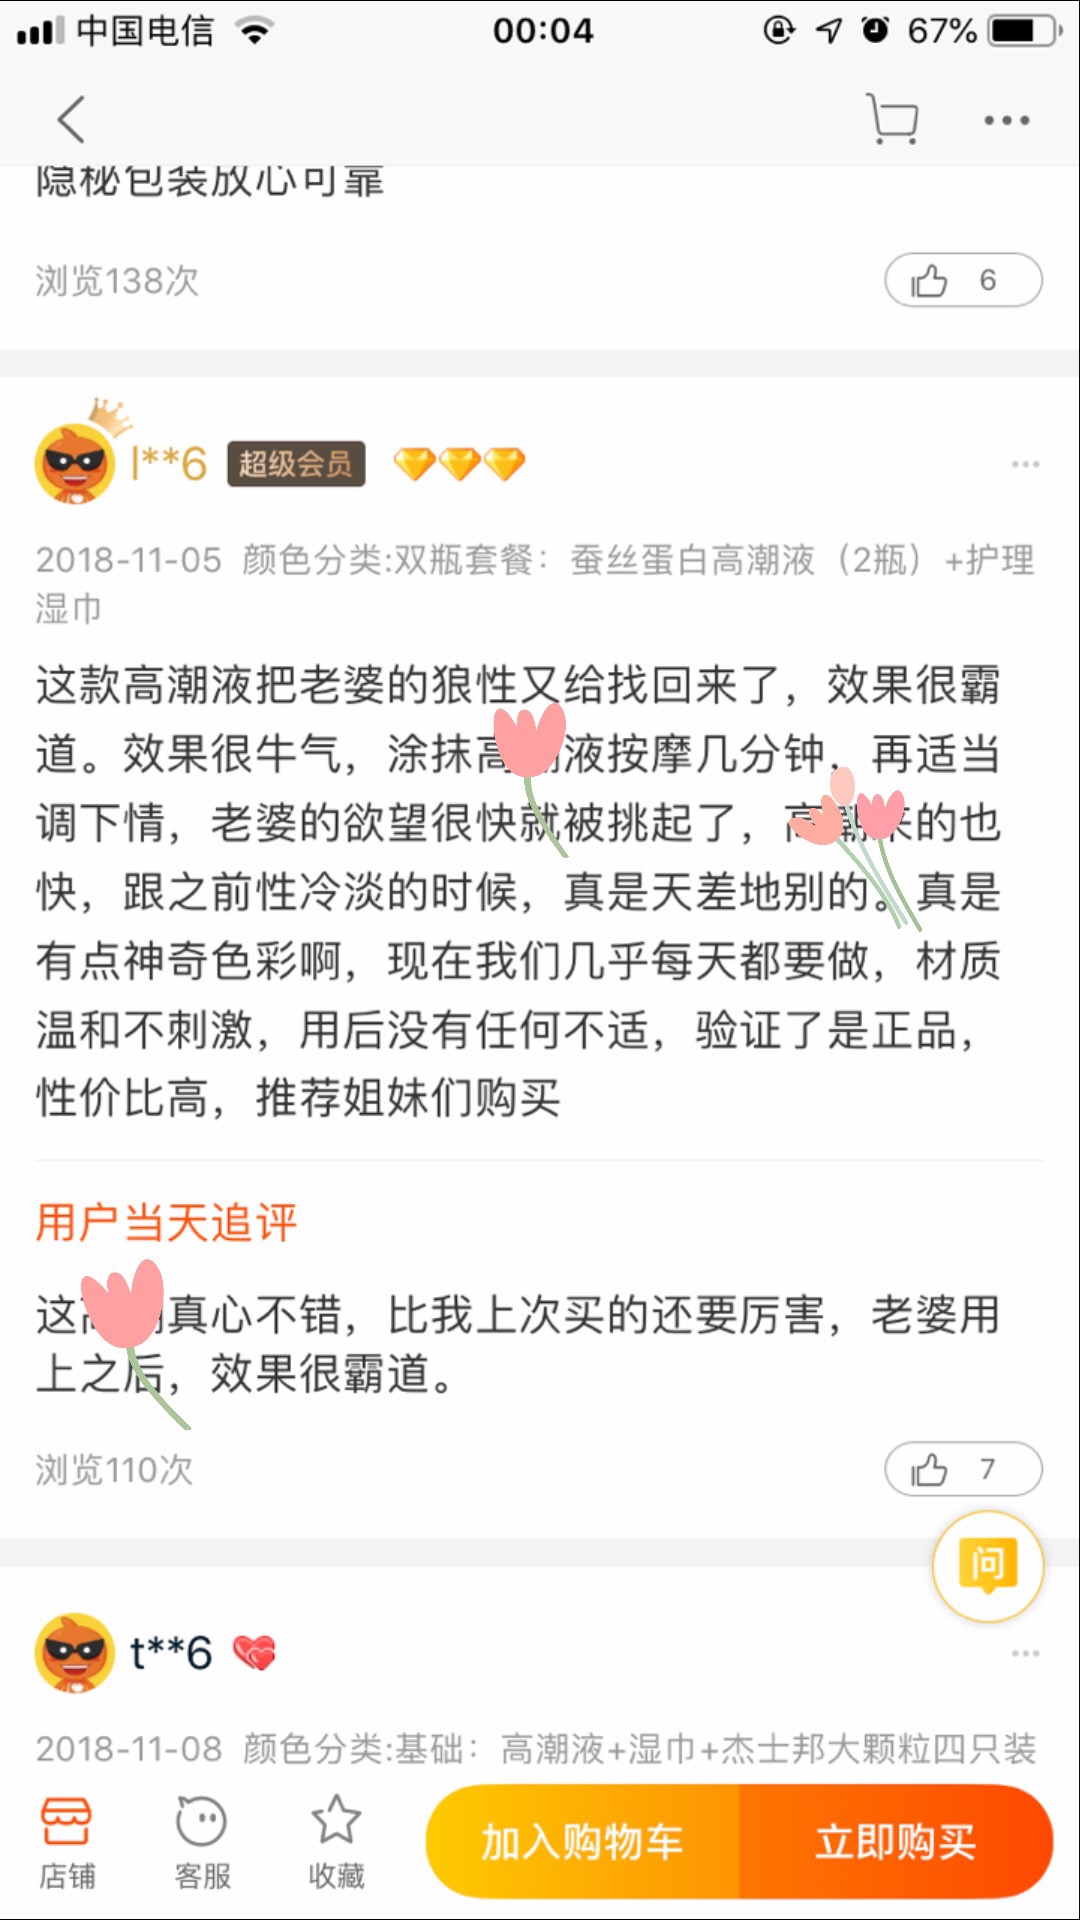 中国电信 00:04 67%
隐秘包装放心可靠
浏览138次 6
l**6 超级会员
2018-11-05 颜色分类:双瓶套餐：蚕丝蛋白高潮液（2瓶）+护理
湿巾
这款高潮液把老婆的狼性又给找回来了，效果很霸
道。效果很牛气，涂抹高液按摩几分钟，再适当
调下情，老婆的欲望很快就被挑起了，高潮来的也
快，跟之前性冷淡的时候，真是天差地别的。真是
有点神奇色彩啊，现在我们几乎每天都要做，材质
温和不刺激，用后没有任何不适，验证了是正品，
性价比高，推荐姐妹们购买
用户当天追评
这真心不错，比我上次买的还要厉害，老婆用
上之后，效果很霸道。
浏览110次 7
问
t**6
2018-11-08 颜色分类:基础：高潮液+湿巾+杰士邦大颗粒四只装
店铺 客服 收藏 加入购物车 立即购买